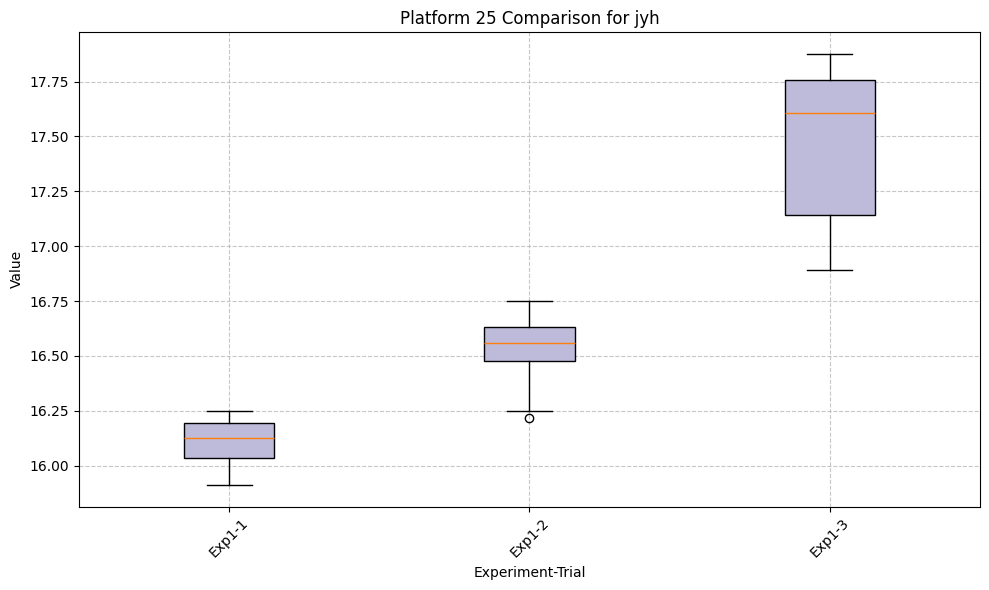 Platform 25 Comparison for jyh
Value
17.75
17.50
17.25
17.00
16.75
16.50
16.25
16.00
Exp1-1
Exp1-2
Exp1-3
Experiment-Trial